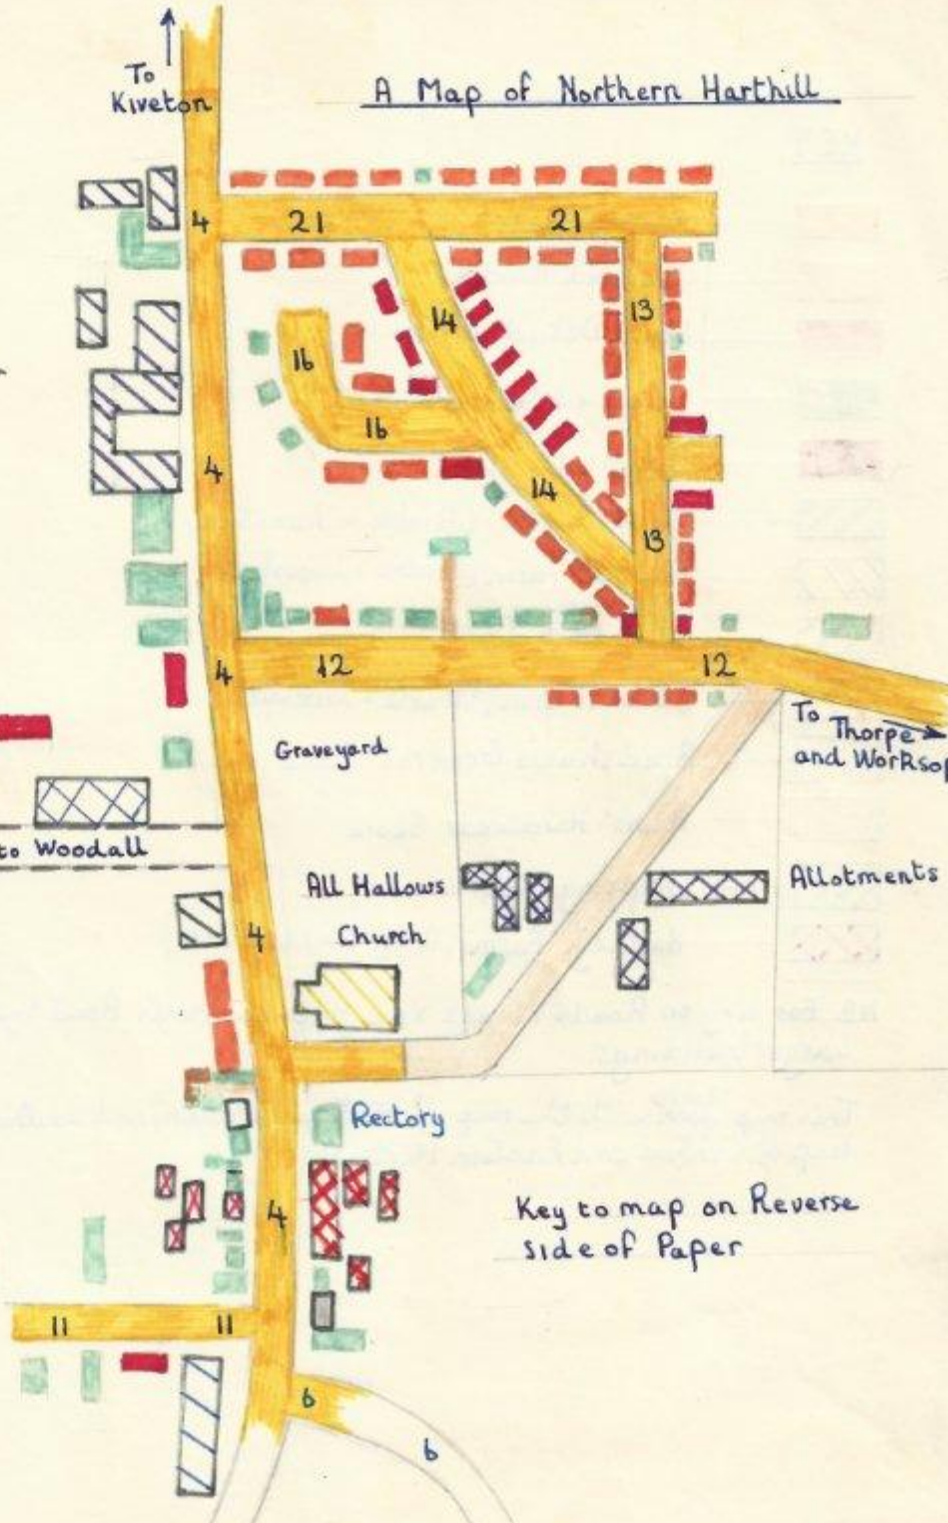 To
Kiveton
A Map of Northern Harthill
4
21
21
14
13
16
16
4
14
13
12
12
4
To
Thorpe
and Worksop
Graveyard
to Woodall
All Hallows
Church
Allotments
4
Rectory
4
Key to map on Reverse
side of Paper
11
11
6
6